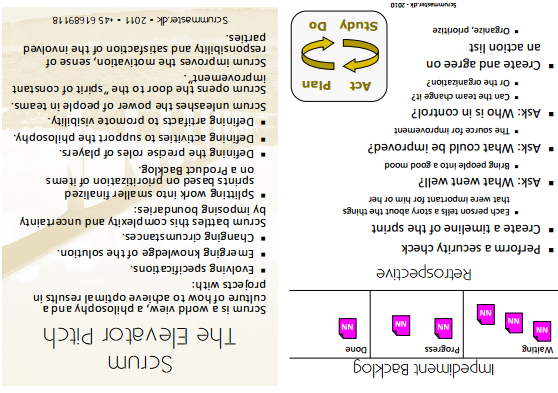 Impediment Backlog
Waiting Progress Done
NN NN NN NN NN NN
Retrospective
Perform a security check
Create a timeline of the sprint
Each person tells a story about the things
that were important for him or her
Ask: What went well?
Bring people into a good mood
Ask: What could be improved?
The source for improvement
Ask: Who is in control?
Can the team change it?
Or the organization?
Create and agree on
an action list
Organize, prioritize
Act Plan
Study Do
Scrummaster.dk - 2010
Scrum
The Elevator Pitch
Scrum is a world view, a philosophy and a
culture of how to achieve optimal results in
projects with:
Evolving specifications.
Emerging knowledge of the solution.
Changing circumstances.
Scrum battles this complexity and uncertainty
by imposing boundaries:
Splitting work into smaller finalized
sprints based on prioritization of items
on a Product Backlog.
Defining the precise roles of players.
Defining activities to support the philosophy.
Defining artifacts to promote visibility.
Scrum unleashes the power of people in teams.
Scrum opens the door to the "spirit of constant
improvement".
Scrum improves the motivation, sense of
responsibility and satisfaction of the involved
parties.
Scrummaster.dk • 2011 • +45 61689118